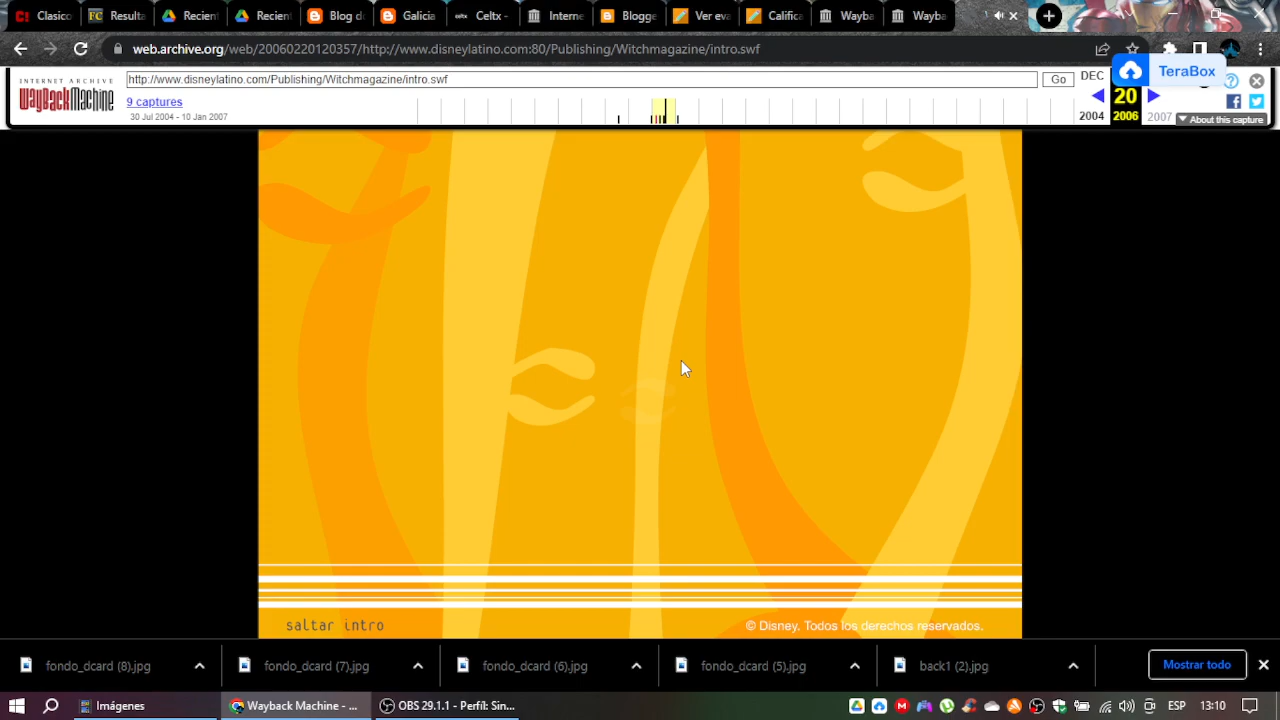 Clasico
Resulta
Recien
Recien
Blog d
Galicia
celtx
Celtx -
Interne
Blogge
Ver eva
Califica
Wayba
Wayba
web.archive.org/web/20060220120357/http://www.disneylatino.com:80/Publishing/Witchmagazine/intro.swf
INTERNET ARCHIVE
WayBackMachine
http://www.disneylatino.com/Publishing/Witchmagazine/intro.swf
Go
DEC
TeraBox
9 captures
20
30 Jul 2004 - 10 Jan 2007
2004
2006
2007
About this capture
saltar intro
© Disney. Todos los derechos reservados.
fondo_dcard (8).jpg
fondo_dcard (7).jpg
fondo_dcard (6).jpg
fondo_dcard (5).jpg
back1 (2).jpg
Mostrar todo
Imágenes
Wayback Machine - ...
OBS 29.1.1 - Perfil: Sin...
ESP
13:10